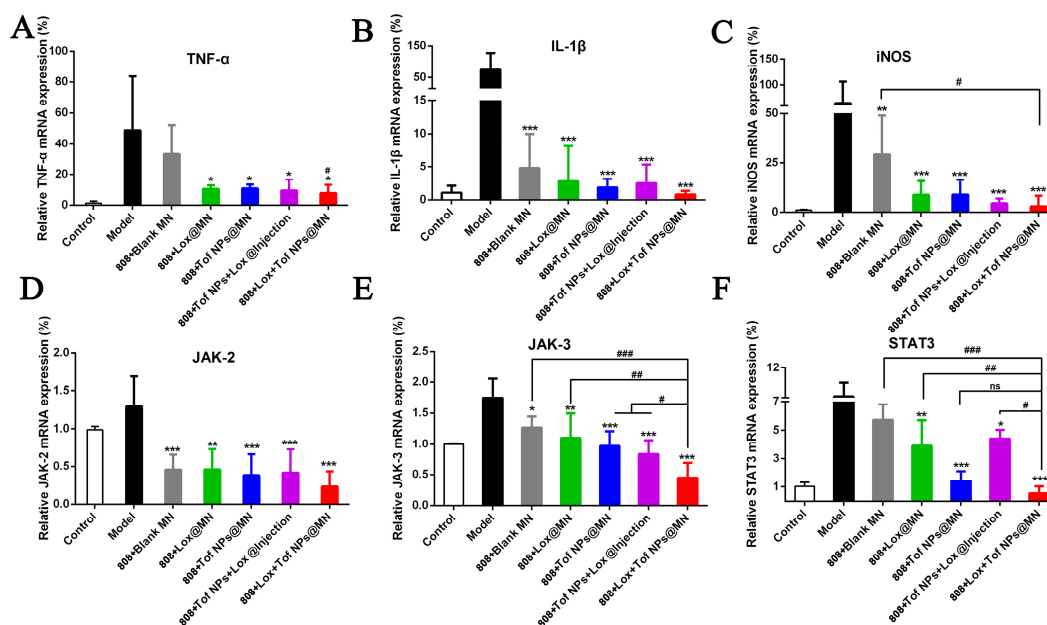 A
TNF-α
Relative TNF-α mRNA expression (%)
100
80
60
40
20
0
*
*
*
#
*
Control
Model
808+Blank MN
808+Lox@MN
808+Tof NPs@MN
808+Tof NPs+Lox @Injection
808+Lox+Tof NPs@MN
B
IL-1β
Relative IL-1β mRNA expression (%)
150
100
50
15
10
5
0
***
***
***
***
***
Control
Model
808+Blank MN
808+Lox@MN
808+Tof NPs@MN
808+Tof NPs+Lox @Injection
808+Lox+Tof NPs@MN
C
iNOS
Relative iNOS mRNA expression (%)
150
100
50
25
0
#
**
***
***
***
***
Control
Model
808+Blank MN
808+Lox@MN
808+Tof NPs@MN
808+Tof NPs+Lox @Injection
808+Lox+Tof NPs@MN
D
JAK-2
Relative JAK-2 mRNA expression (%)
2.0
1.5
1.0
0.5
0.0
***
**
***
***
***
Control
Model
808+Blank MN
808+Lox@MN
808+Tof NPs@MN
808+Tof NPs+Lox @Injection
808+Lox+Tof NPs@MN
E
JAK-3
Relative JAK-3 mRNA expression (%)
2.5
2.0
1.5
1.0
0.5
0.0
###
##
#
*
**
***
***
***
Control
Model
808+Blank MN
808+Lox@MN
808+Tof NPs@MN
808+Tof NPs+Lox @Injection
808+Lox+Tof NPs@MN
F
STAT3
Relative STAT3 mRNA expression (%)
12
7
7
5
3
1
###
##
ns
#
**
***
*
***
Control
Model
808+Blank MN
808+Lox@MN
808+Tof NPs@MN
808+Tof NPs+Lox @Injection
808+Lox+Tof NPs@MN